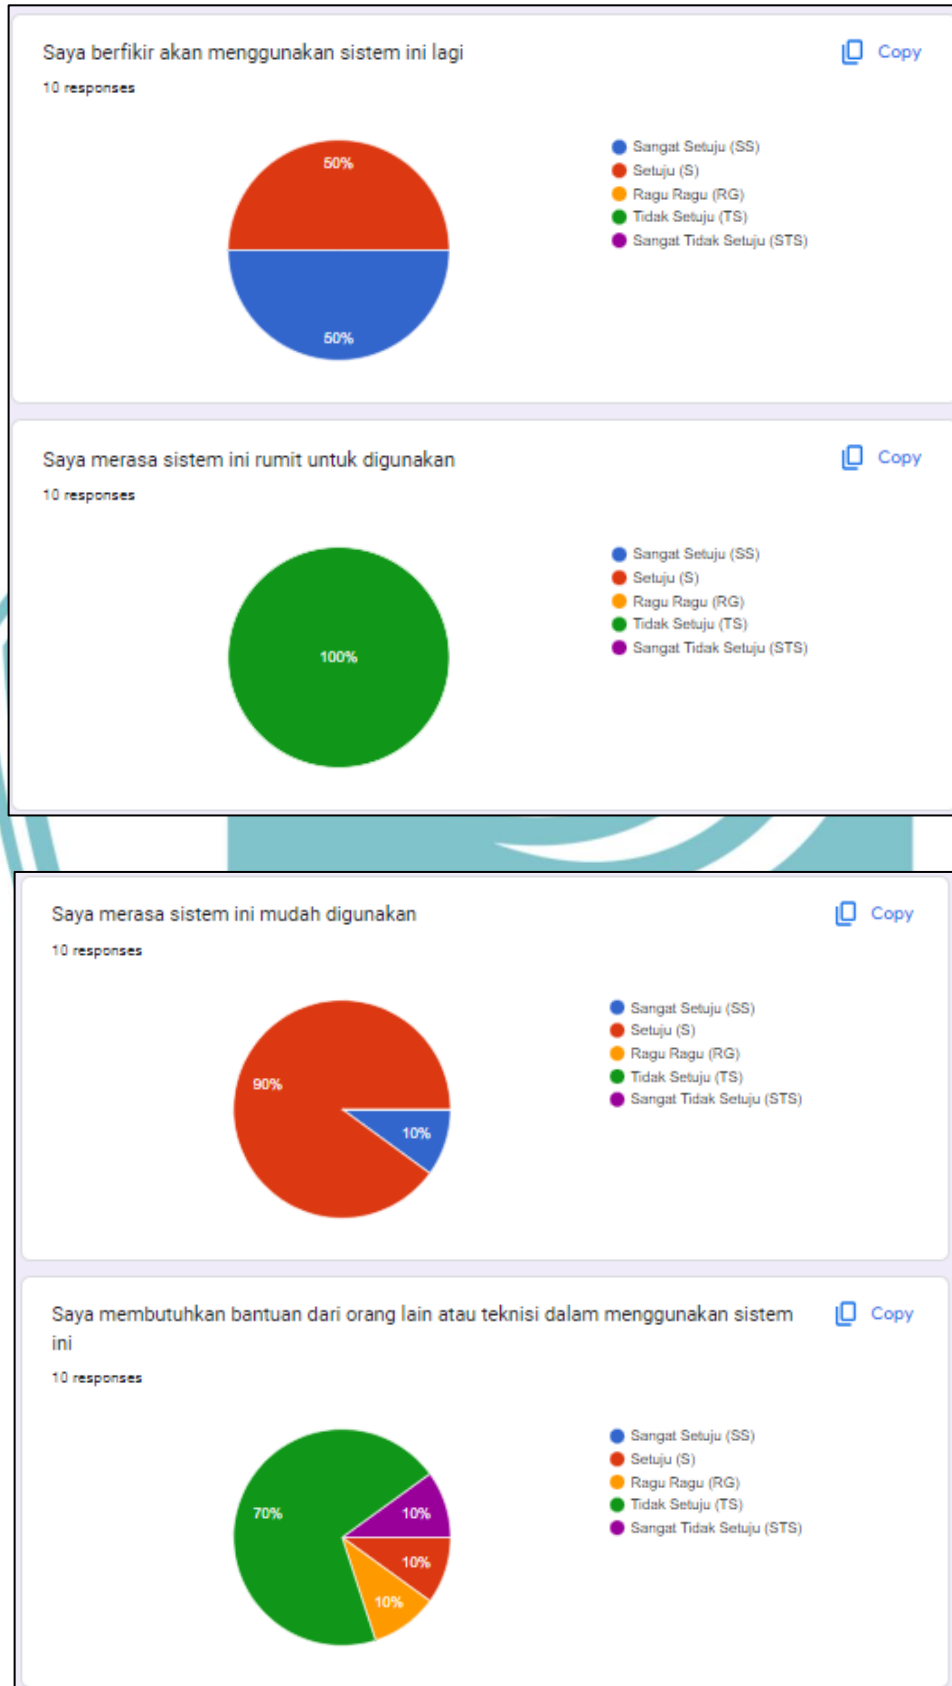 Saya berfikir akan menggunakan sistem ini lagi
Copy
10 responses
50%
50%
Sangat Setuju (SS)
Setuju (S)
Ragu Ragu (RG)
Tidak Setuju (TS)
Sangat Tidak Setuju (STS)
Saya merasa sistem ini rumit untuk digunakan
Copy
10 responses
100%
Sangat Setuju (SS)
Setuju (S)
Ragu Ragu (RG)
Tidak Setuju (TS)
Sangat Tidak Setuju (STS)
Saya merasa sistem ini mudah digunakan
Copy
10 responses
90%
10%
Sangat Setuju (SS)
Setuju (S)
Ragu Ragu (RG)
Tidak Setuju (TS)
Sangat Tidak Setuju (STS)
Saya membutuhkan bantuan dari orang lain atau teknisi dalam menggunakan sistem
ini
Copy
10 responses
70%
10%
10%
10%
Sangat Setuju (SS)
Setuju (S)
Ragu Ragu (RG)
Tidak Setuju (TS)
Sangat Tidak Setuju (STS)